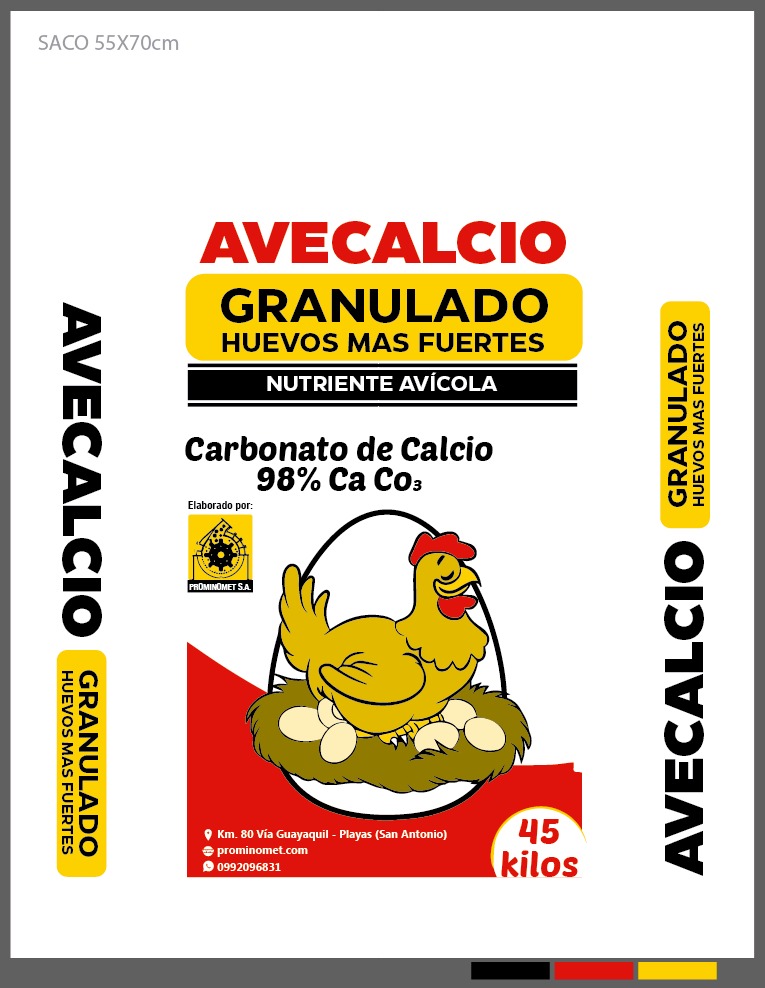 SACO 55X70cm
AVECALCIO
GRANULADO
HUEVOS MAS FUERTES
NUTRIENTE AVÍCOLA
Carbonato de Calcio
98% Ca Co₃
Elaborado por:
PROMINOMET S.A.
Km. 80 Vía Guayaquil - Playas (San Antonio)
prominomet.com
0992096831
45
kilos
AVECALCIO
GRANULADO
HUEVOS MAS FUERTES
AVECALCIO
GRANULADO
HUEVOS MAS FUERTES